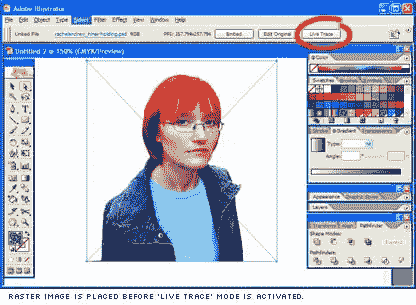 Adobe Illustrator
File Edit Object Type Select Filter Effect View Window Help
Linked File RGB PPI: 257.794x257.794 Embed Edit Original Live Trace
Untitled-2 @ 150% (CMYK/Preview)
Color
Swatches Brushes Symbols
Stroke Gradient Transparency
Type:
Angle:
Appearance Graphic Styles
Layers
Transform Align Pathfinder
Shape Modes:
Expand
Pathfinders:
RASTER IMAGE IS PLACED BEFORE 'LIVE TRACE' MODE IS ACTIVATED.